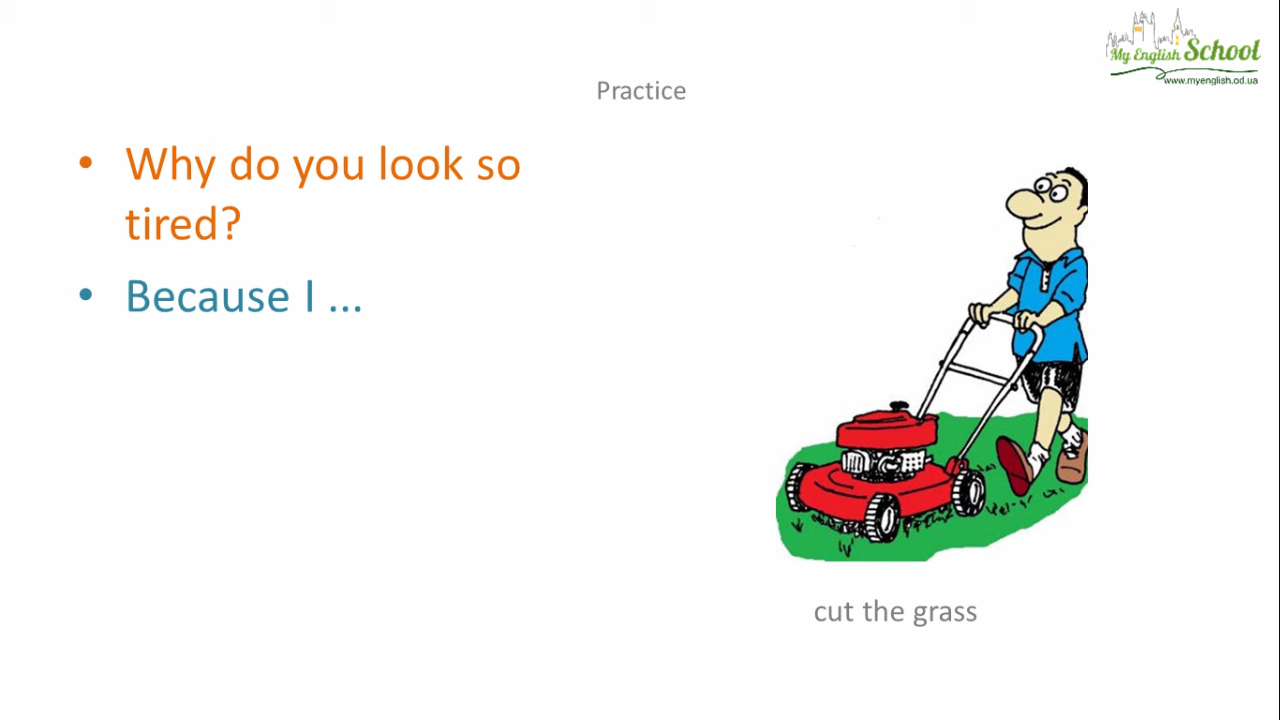 My English School
www.myenglish.od.ua
Practice
• Why do you look so
tired?
• Because I ...
cut the grass